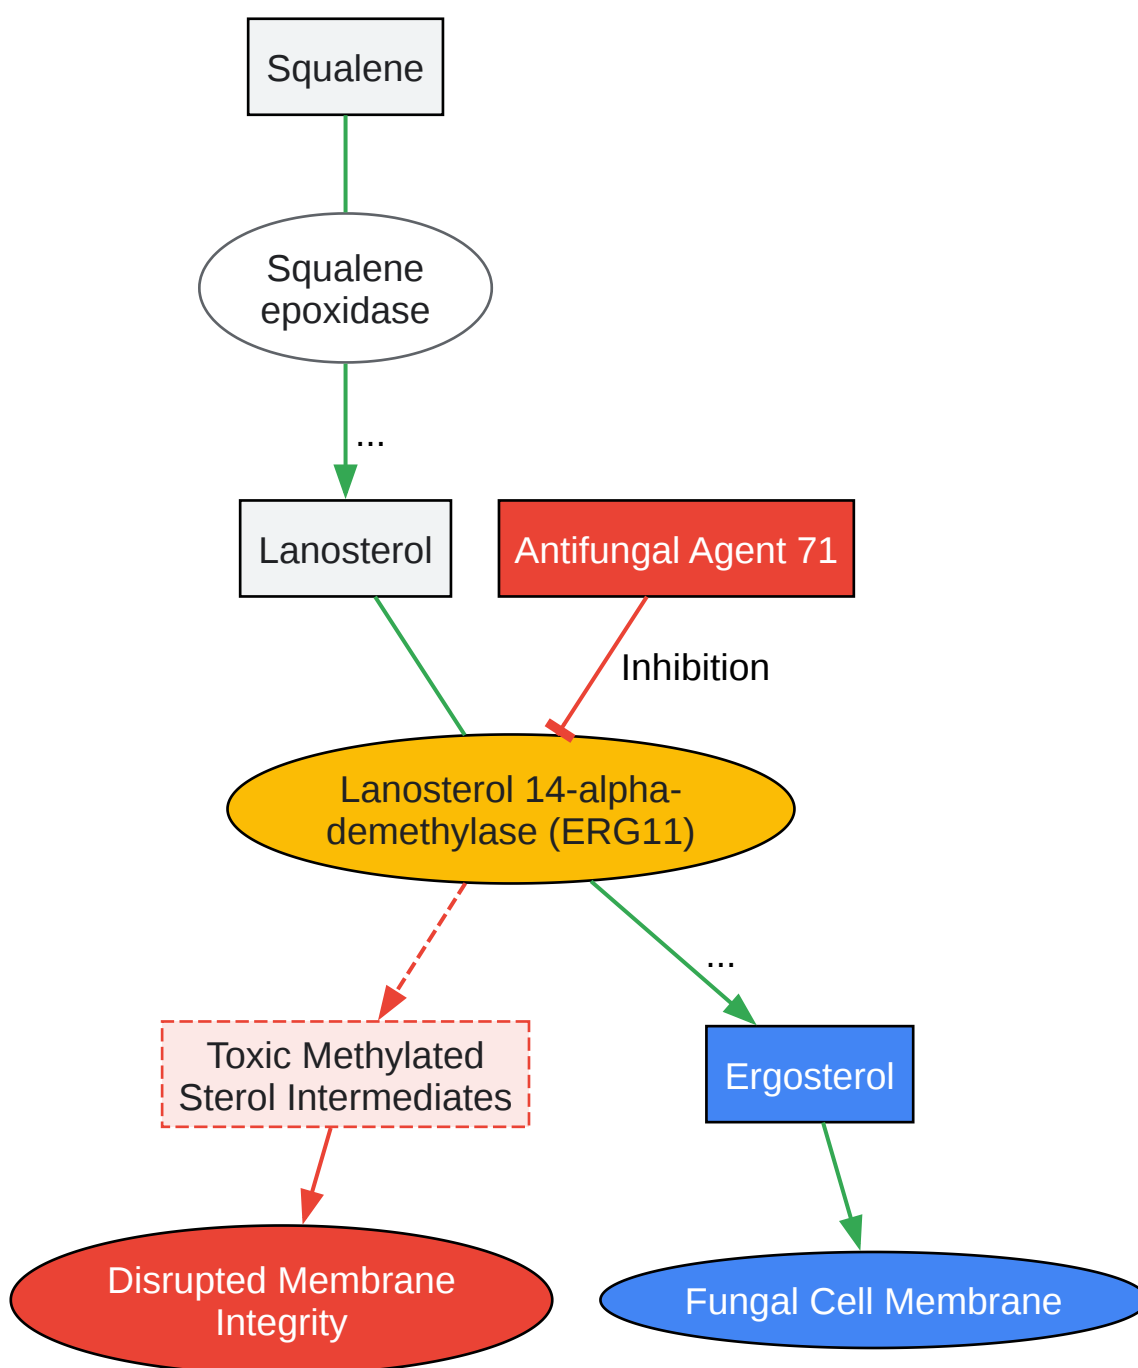 Squalene
Squalene
epoxidase
...
Lanosterol
Antifungal Agent 71
Inhibition
Lanosterol 14-alpha-
demethylase (ERG11)
...
Toxic Methylated
Sterol Intermediates
Ergosterol
Disrupted Membrane
Integrity
Fungal Cell Membrane